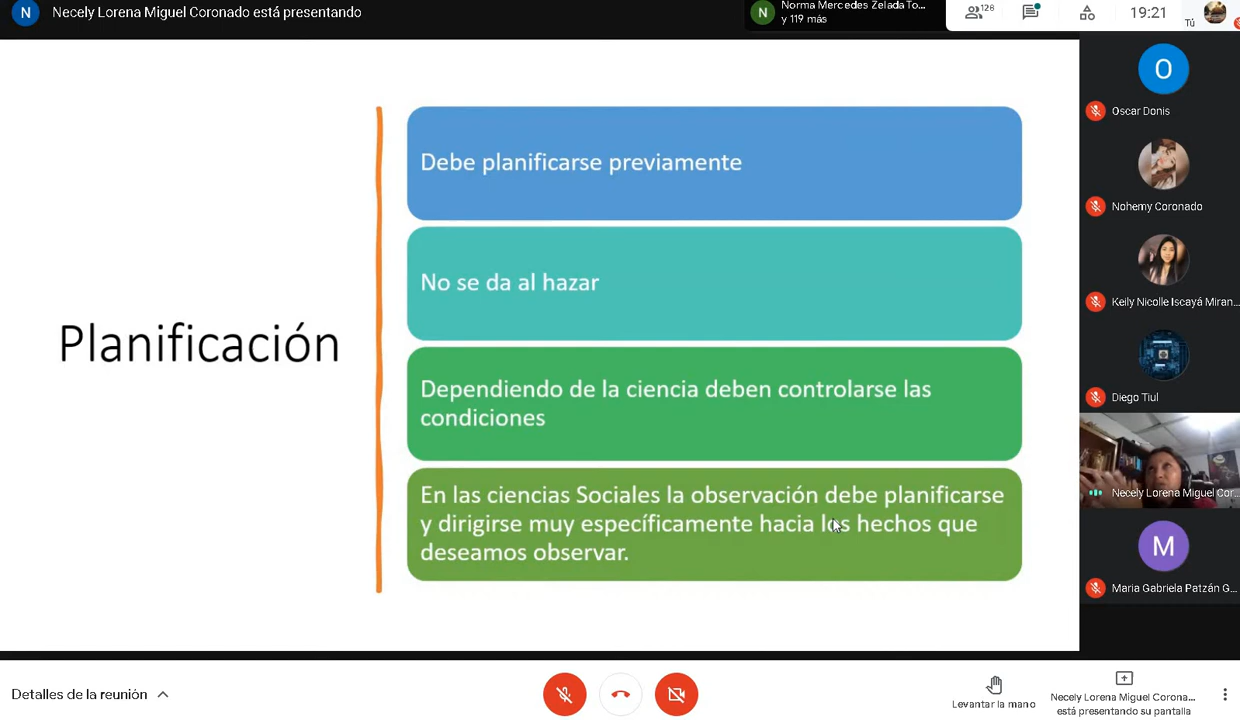 N
Necely Lorena Miguel Coronado está presentando
N
Norma Mercedes Zelada To...
y 119 más
126
19:21
Tú
Debe planificarse previamente
No se da al hazar
Planificación
Dependiendo de la ciencia deben controlarse las
condiciones
En las ciencias Sociales la observación debe planificarse
y dirigirse muy específicamente hacia los hechos que
deseamos observar.
O
Oscar Donis
Nohemy Coronado
Keily Nicolle Iscayá Miran...
Diego Tiul
Necely Lorena Miguel Cor...
M
Maria Gabriela Patzán G...
Detalles de la reunión
Levantar la mano
Necely Lorena Miguel Corona...
está presentando su pantalla